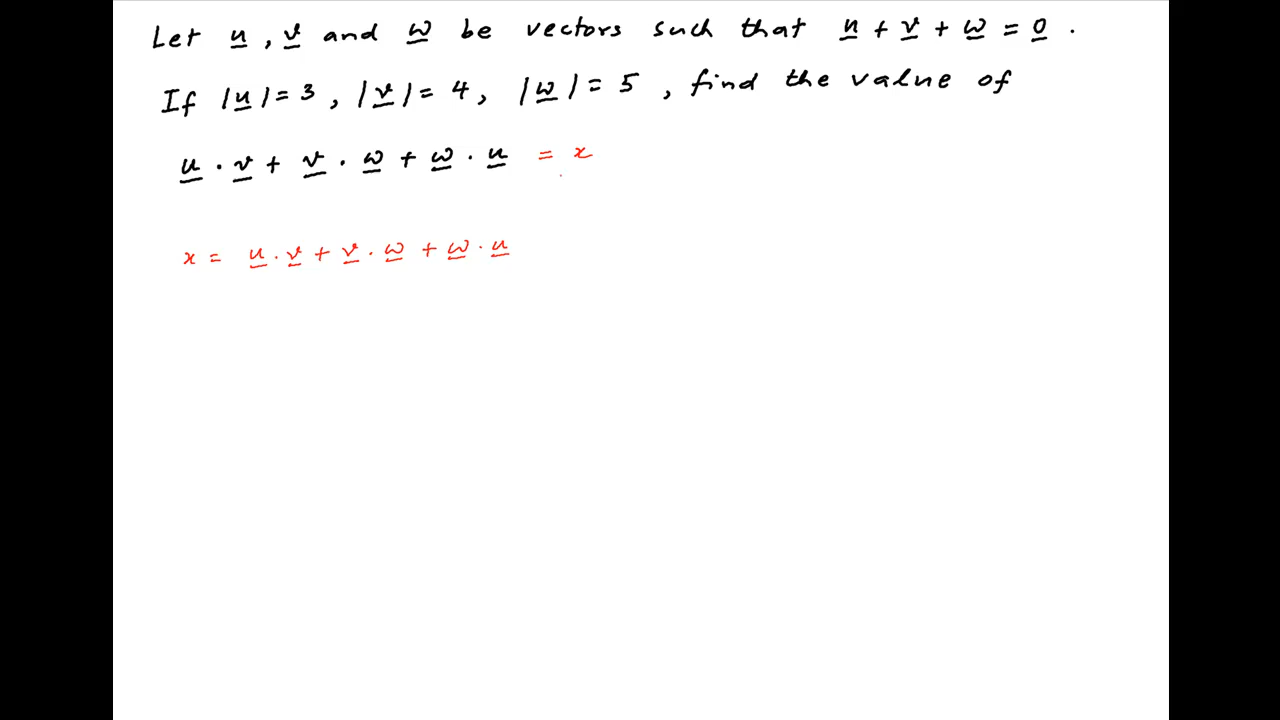 Let u, v and w be vectors such that u + v + w = 0.
If |u| = 3, |v| = 4, |w| = 5, find the value of
u · v + v · w + w · u = x
x = u · v + v · w + w · u